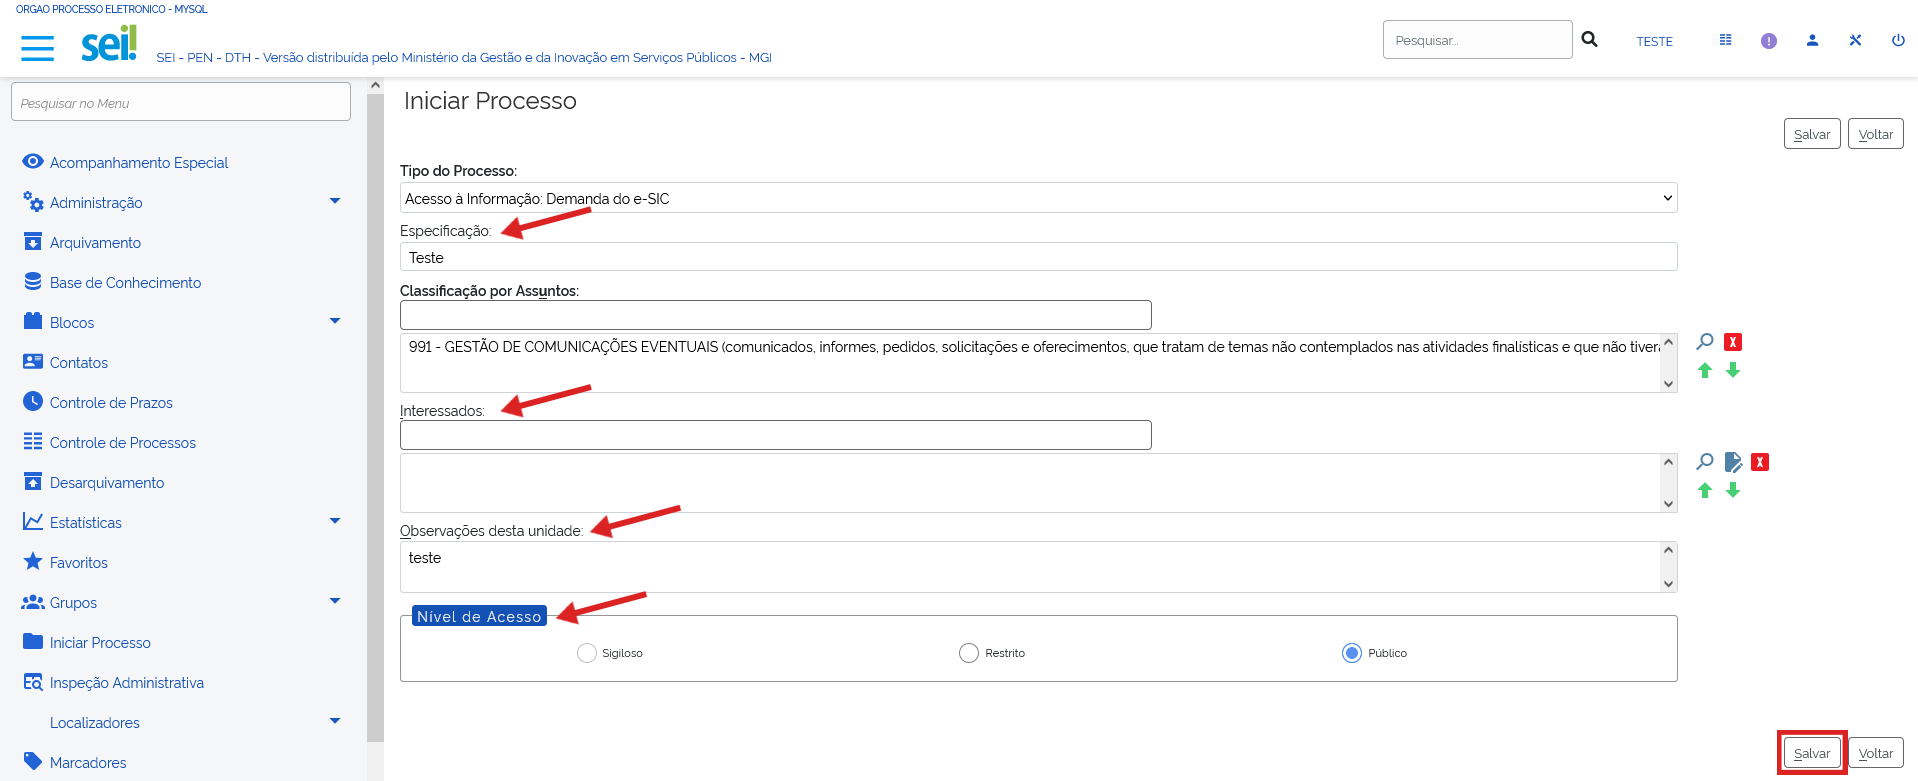 ORGAO PROCESSO ELETRONICO - MYSQL
sei!
SEI - PEN - DTH - Versão distribuída pelo Ministério da Gestão e da Inovação em Serviços Públicos - MGI
Pesquisar...
TESTE
Pesquisar no Menu
Acompanhamento Especial
Administração
Arquivamento
Base de Conhecimento
Blocos
Contatos
Controle de Prazos
Controle de Processos
Desarquivamento
Estatísticas
Favoritos
Grupos
Iniciar Processo
Inspeção Administrativa
Localizadores
Marcadores
Iniciar Processo
Salvar Voltar
Tipo do Processo:
Acesso à Informação: Demanda do e-SIC
Especificação:
Teste
Classificação por Assuntos:
991 - GESTÃO DE COMUNICAÇÕES EVENTUAIS (comunicados, informes, pedidos, solicitações e oferecimentos, que tratam de temas não contemplados nas atividades finalísticas e que não tivera
Interessados:
Observações desta unidade:
teste
Nível de Acesso
Sigiloso Restrito Público
Salvar Voltar